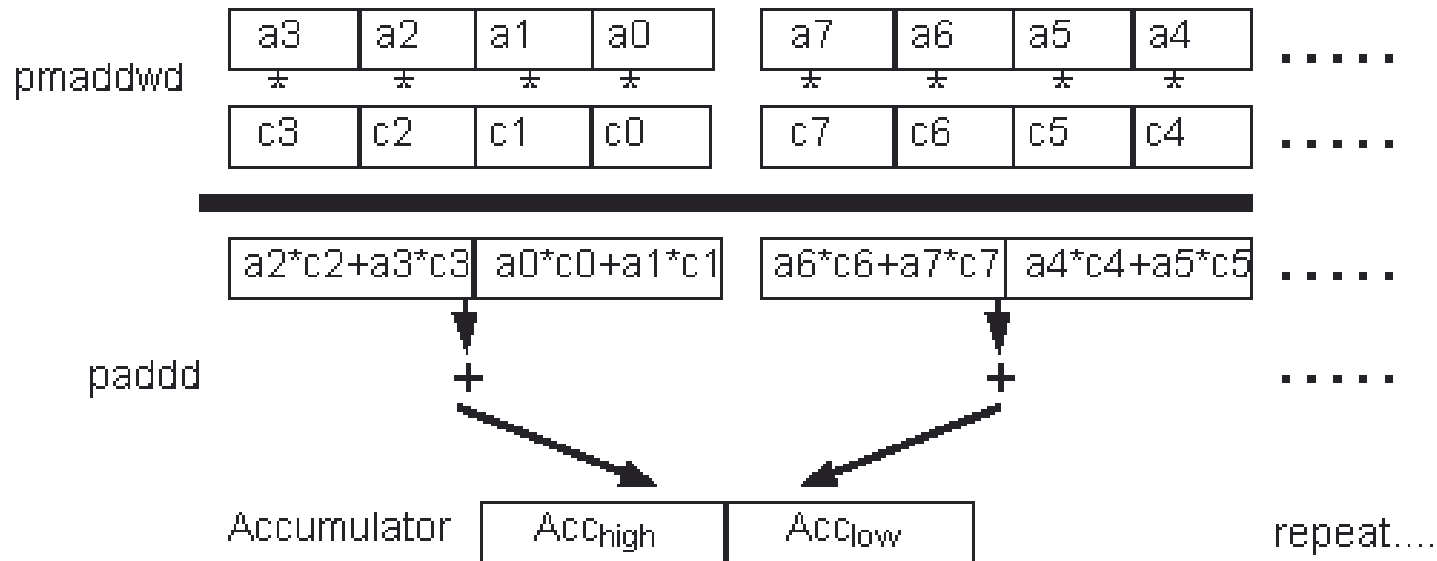 a3 a2 a1 a0 a7 a6 a5 a4 .....
pmaddwd * * * * * * * *
c3 c2 c1 c0 c7 c6 c5 c4 .....
a2*c2+a3*c3 a0*c0+a1*c1 a6*c6+a7*c7 a4*c4+a5*c5 .....
paddd + + .....
Accumulator Acchigh Acclow repeat....